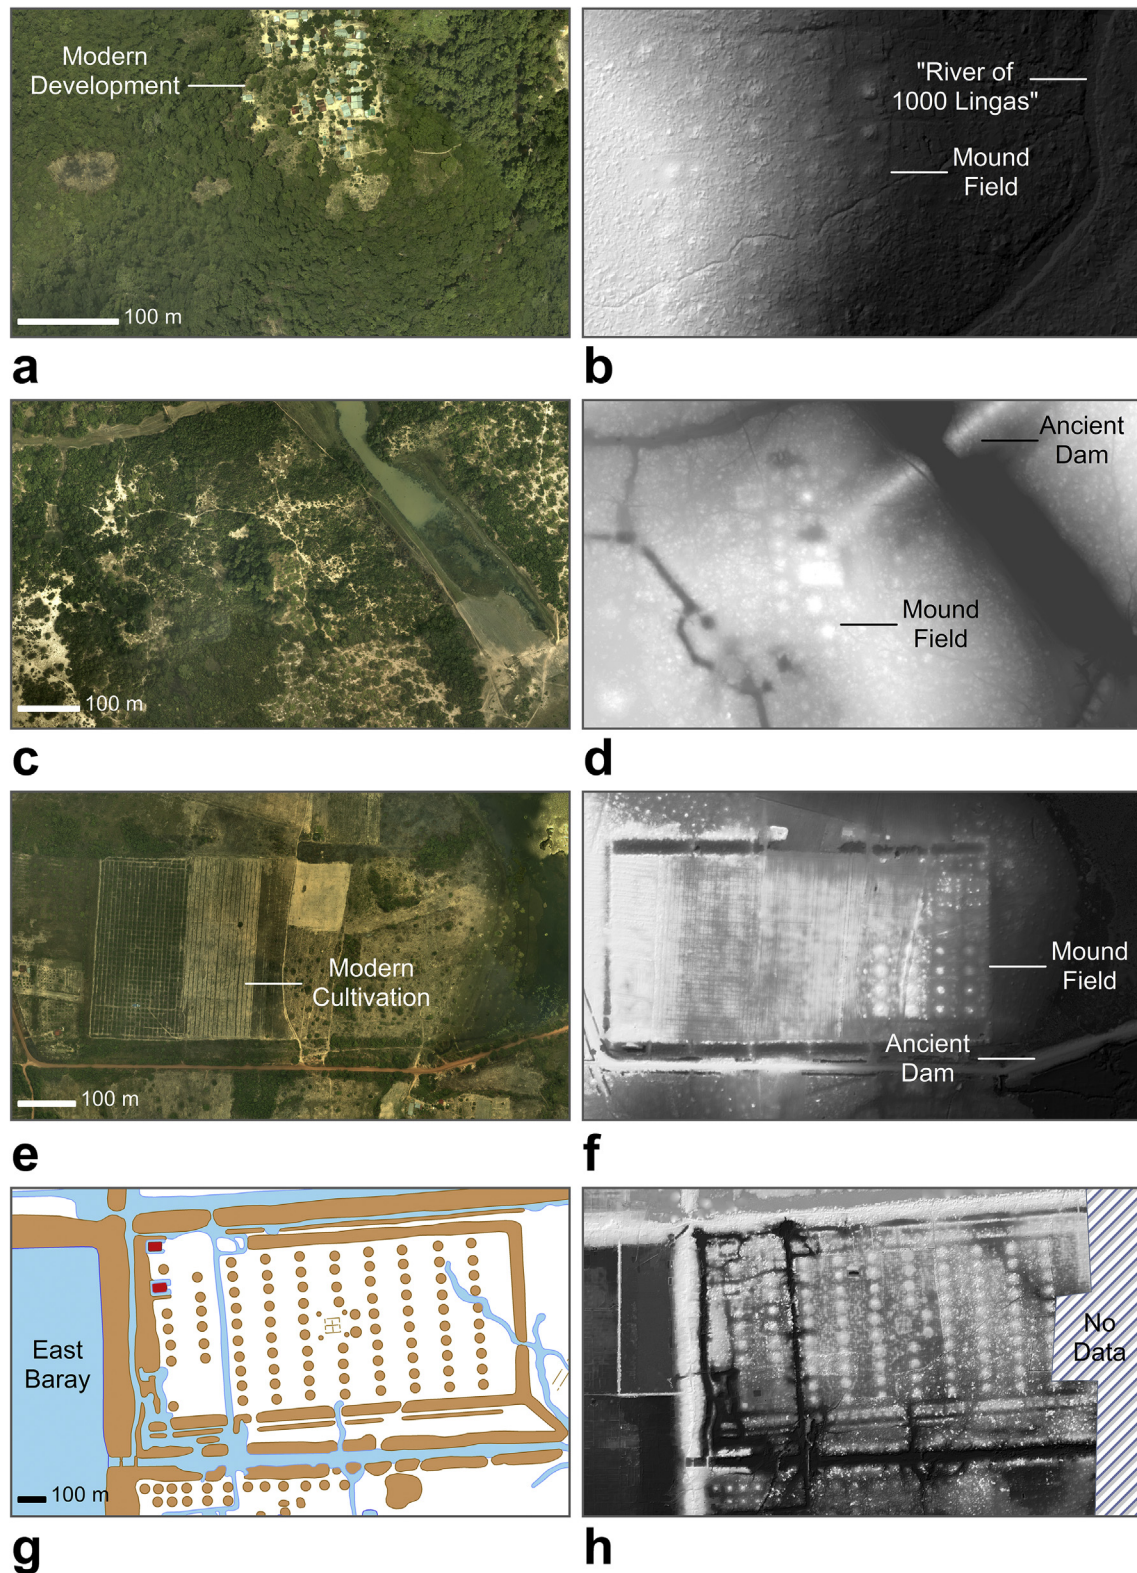 Modern
Development
100 m
a
"River of
1000 Lingas"
Mound
Field
b
100 m
c
Ancient
Dam
Mound
Field
d
Modern
Cultivation
100 m
e
Mound
Field
Ancient
Dam
f
East
Baray
100 m
g
No
Data
h